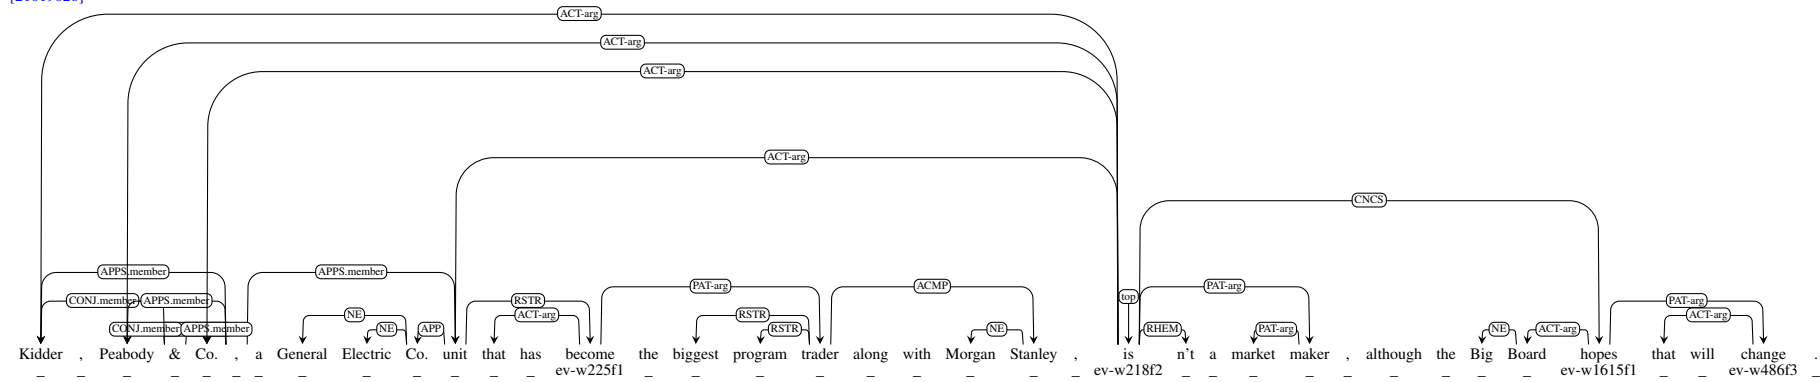 ACT-arg
ACT-arg
ACT-arg
ACT-arg
CNCS
APPS.member APPS.member
PAT-arg ACMP PAT-arg
top
CONJ.member APPS.member RSTR PAT-arg
NE ACT-arg RSTR ACT-arg
CONJ.member APPS.member NE APP RSTR NE RHEM PAT-arg NE ACT-arg
Kidder , Peabody & Co. , a General Electric Co. unit that has become the biggest program trader along with Morgan Stanley , is n't a market maker , although the Big Board hopes that will change .
_ _ _ _ _ _ _ _ _ _ _ _ _ ev-w225f1 _ _ _ _ _ _ _ _ _ ev-w218f2 _ _ _ _ _ _ _ _ _ ev-w1615f1 _ _ ev-w486f3 _